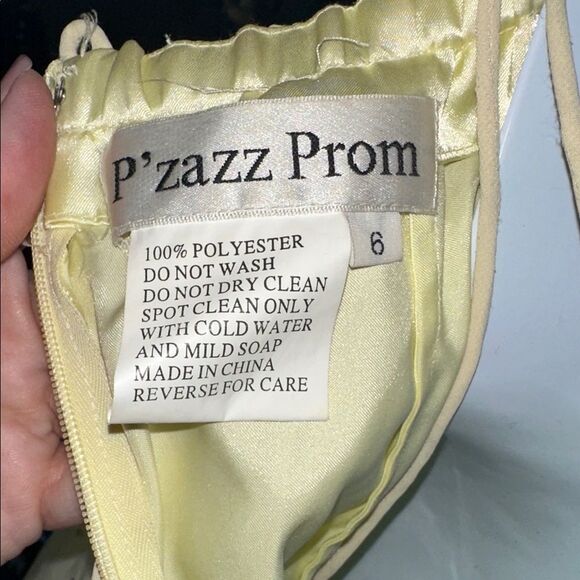 P'zazz Prom
6
100% POLYESTER
DO NOT WASH
DO NOT DRY CLEAN
SPOT CLEAN ONLY
WITH COLD WATER
AND MILD SOAP
MADE IN CHINA
REVERSE FOR CARE